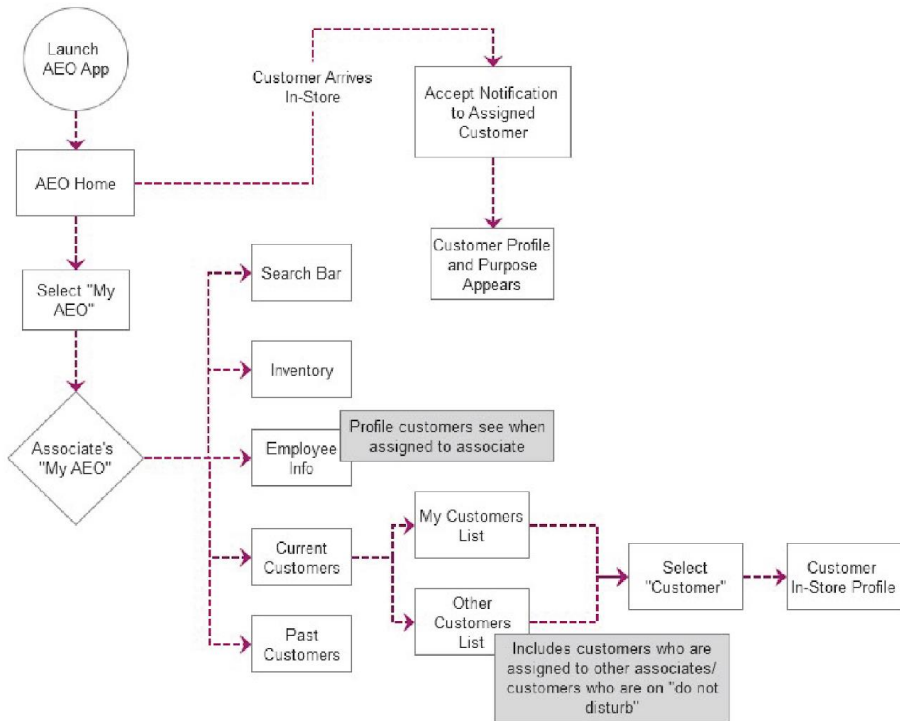 Launch
AEO App
Customer Arrives
In-Store
Accept Notification
to Assigned
Customer
AEO Home
Customer Profile
and Purpose
Appears
Search Bar
Select "My
AEO"
Inventory
Profile customers see when
assigned to associate
Associate's
"My AEO"
Employee
Info
My Customers
List
Current
Customers
Select
"Customer"
Customer
In-Store Profile
Other
Customers
List
Past
Customers
Includes customers who are
assigned to other associates/
customers who are on "do not
disturb"